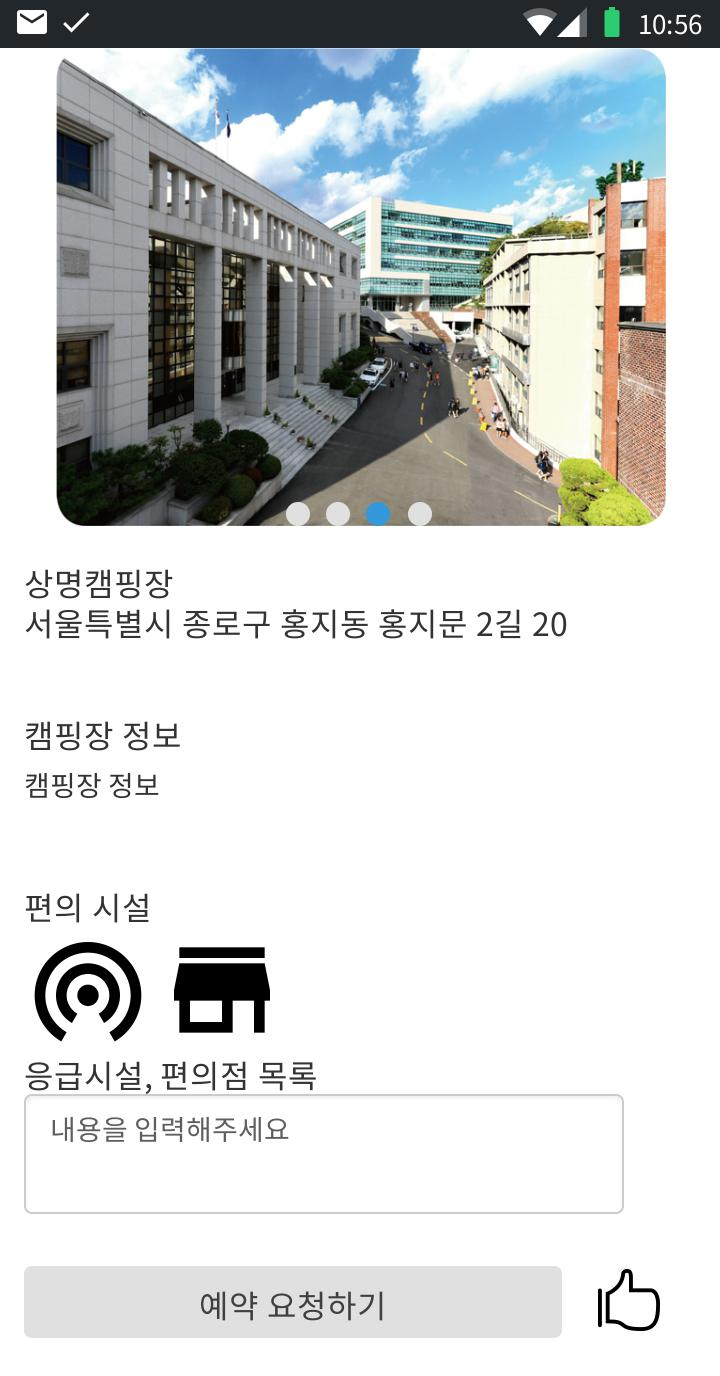 10:56
상명캠핑장
서울특별시 종로구 홍지동 홍지문 2길 20
캠핑장 정보
캠핑장 정보
편의 시설
응급시설, 편의점 목록
내용을 입력해주세요
예약 요청하기